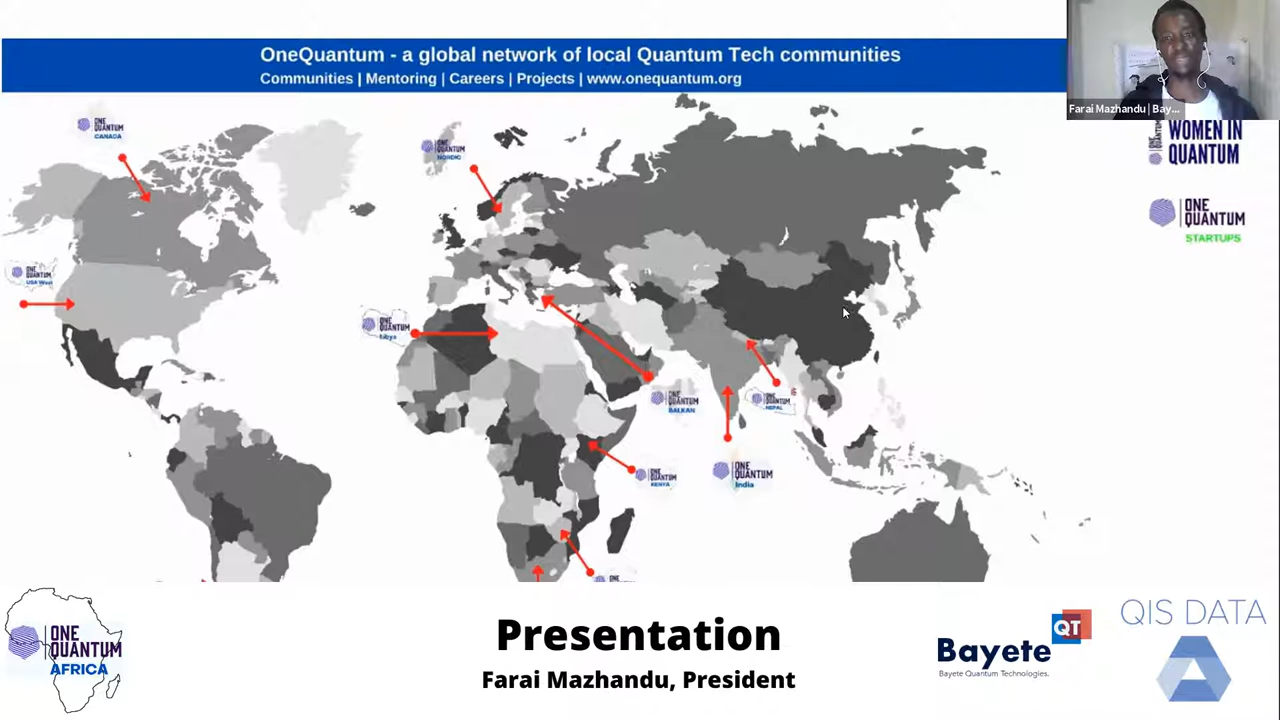 OneQuantum - a global network of local Quantum Tech communities
Communities | Mentoring | Careers | Projects | www.onequantum.org
Farai Mazhandu | Bay...
WOMEN IN
QUANTUM
ONE
QUANTUM
STARTUPS
ONE
QUANTUM
CANADA
ONE
QUANTUM
NORDIC
ONE
QUANTUM
USA West
ONE
QUANTUM
Libya
ONE
QUANTUM
BALKAN
ONE
QUANTUM
NEPAL
ONE
QUANTUM
KENYA
ONE
QUANTUM
India
ONE
ONE
QUANTUM
AFRICA
Presentation
Farai Mazhandu, President
Bayete QT
Bayete Quantum Technologies.
QIS DATA